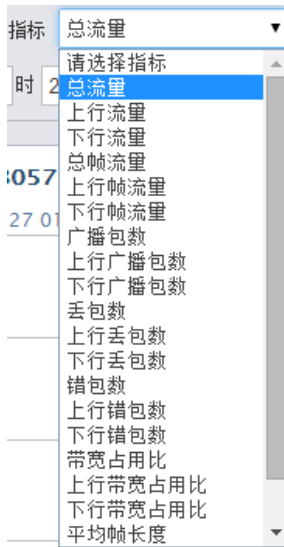 指标 总流量
请选择指标
时 2
总流量
上行流量
下行流量
总帧流量
上行帧流量
8057
下行帧流量
27 01
广播包数
上行广播包数
下行广播包数
丢包数
上行丢包数
下行丢包数
错包数
上行错包数
下行错包数
带宽占用比
上行带宽占用比
下行带宽占用比
平均帧长度